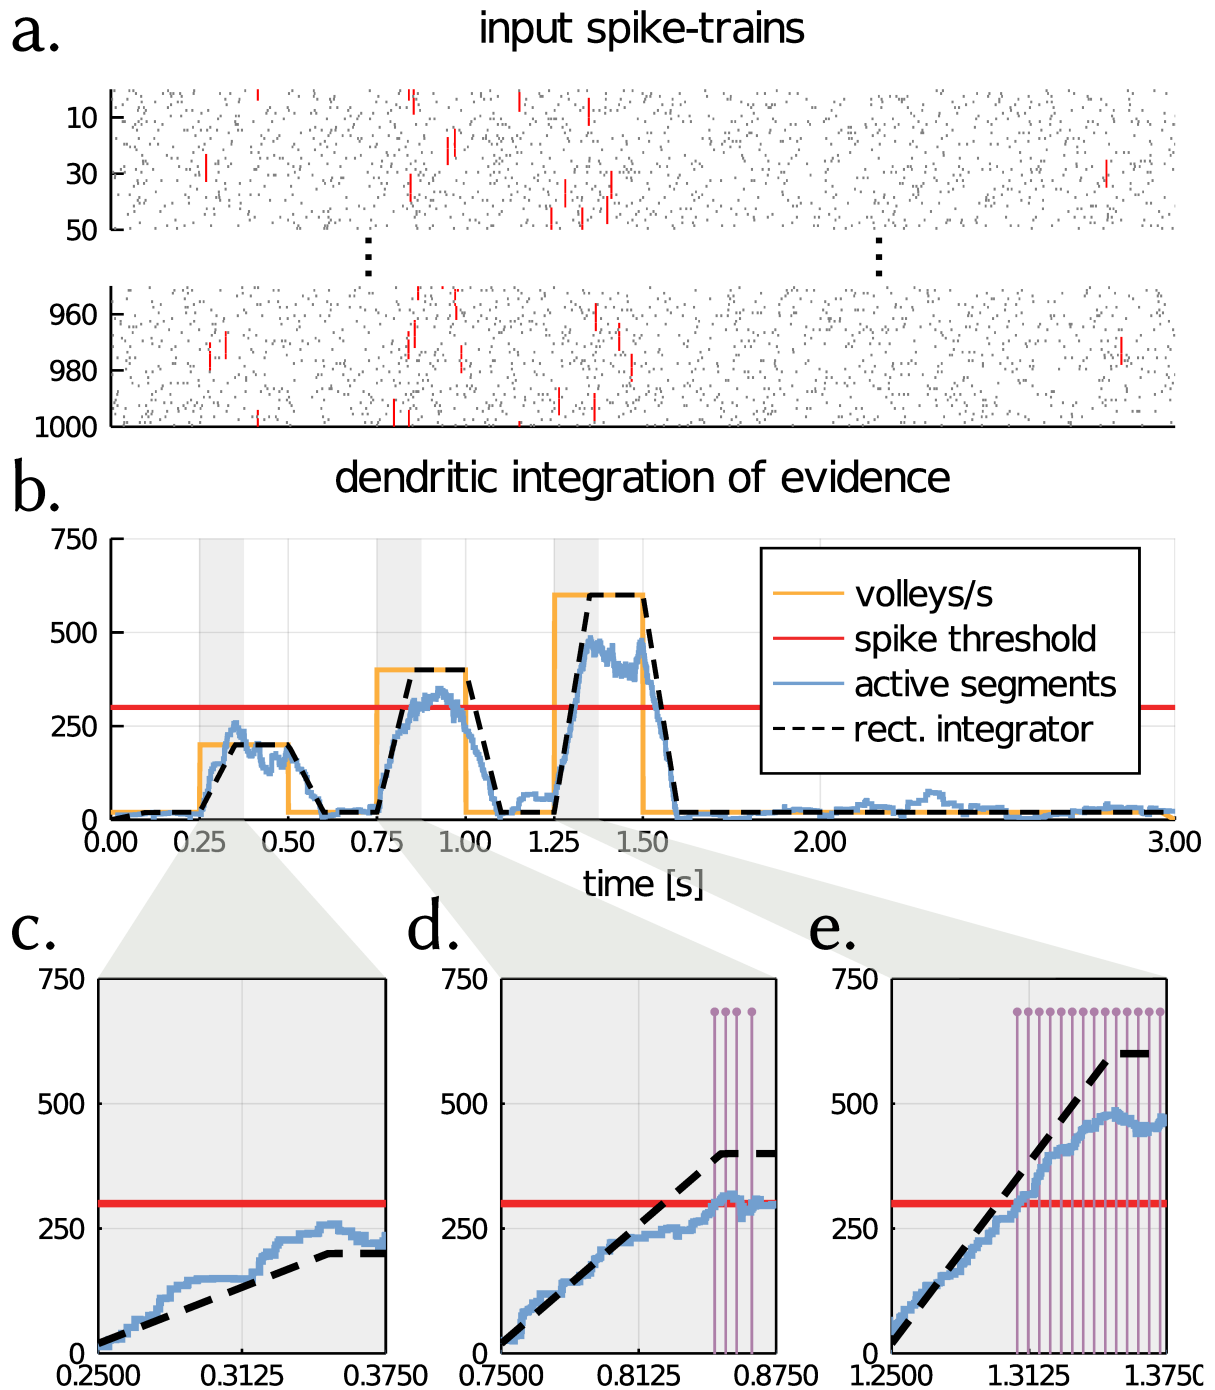 a. input spike-trains
10
30
50
960
980
1000
b. dendritic integration of evidence
750
500
250
0
volleys/s
spike threshold
active segments
rect. integrator
0.00 0.25 0.50 0.75 1.00 1.25 1.50 2.00 3.00
time [s]
c. d. e.
750 750 750
500 500 500
250 250 250
0 0 0
0.2500 0.3125 0.3750 0.7500 0.8125 0.8750 1.2500 1.3125 1.3750